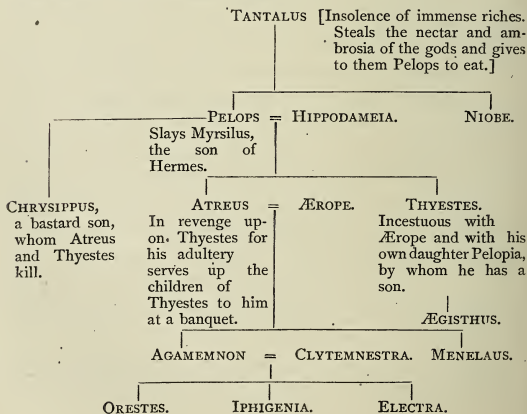 TANTALUS [Insolence of immense riches.
Steals the nectar and am-
brosia of the gods and gives
to them Pelops to eat.]
PELOPS = HIPPODAMEIA. NIOBE.
Slays Myrsilus,
the son of
Hermes.
CHRYSIPPUS,
a bastard son,
whom Atreus
and Thyestes
kill.
ATREUS = ÆROPE.
In revenge up-
on Thyestes for
his adultery
serves up the
children of
Thyestes to him
at a banquet.
THYESTES.
Incestuous with
Ærope and with his
own daughter Pelopia,
by whom he has a
son.
ÆGISTHUS.
AGAMEMNON = CLYTEMNESTRA. MENELAUS.
ORESTES. IPHIGENIA. ELECTRA.